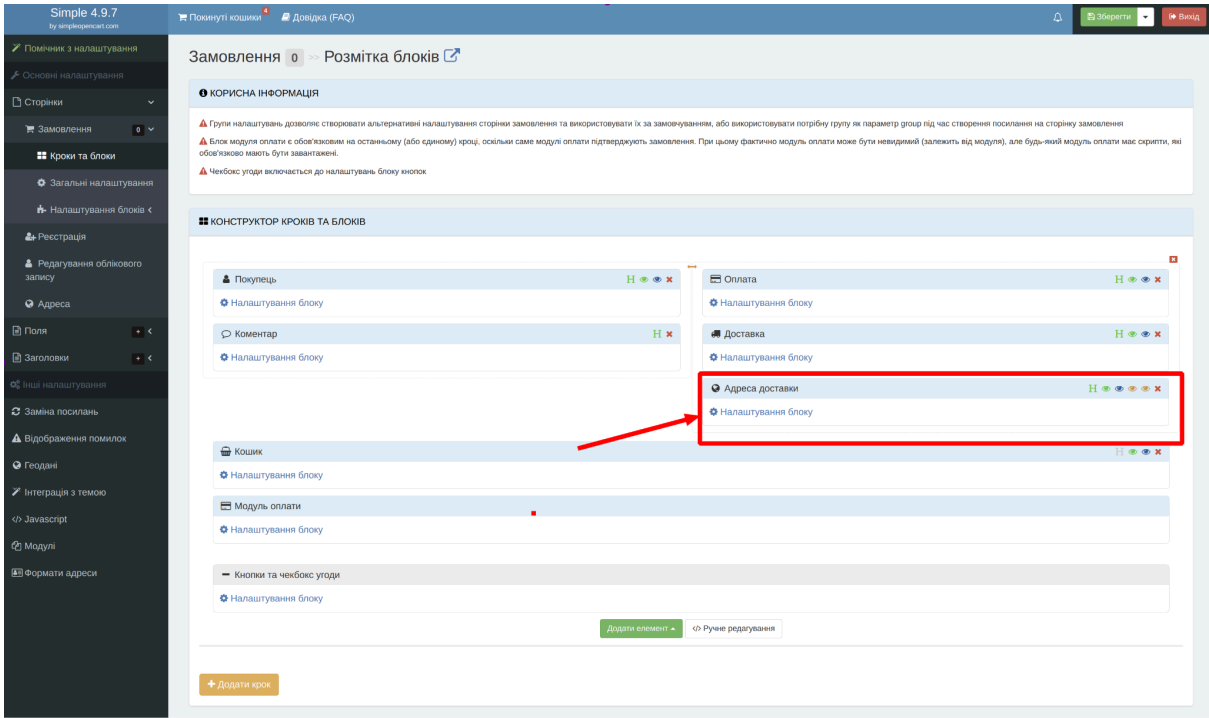 Simple 4.9.7
by simpleopencart.com
Покинуті кошики 4
Довідка (FAQ)
Зберегти
Вихід
Помічник з налаштування
Основні налаштування
Сторінки
Замовлення 0
Кроки та блоки
Загальні налаштування
Налаштування блоків
Реєстрація
Редагування облікового
запису
Адреса
Поля +
Заголовки +
Інші налаштування
Заміна посилань
Відображення помилок
Геодані
Інтеграція з темою
</> Javascript
Модулі
Формати адреси
Замовлення 0 >> Розмітка блоків
КОРИСНА ІНФОРМАЦІЯ
Групи налаштувань дозволяє створювати альтернативні налаштування сторінки замовлення та використовувати їх за замовчуванням, або використовувати потрібну групу як параметр group під час створення посилання на сторінку замовлення
Блок модуля оплати є обов'язковим на останньому (або єдиному) кроці, оскільки саме модулі оплати підтверджують замовлення. При цьому фактично модуль оплати може бути невидимий (залежить від модуля), але будь-який модуль оплати має скрипти, які
обов'язково мають бути завантажені.
Чекбокс угоди включається до налаштувань блоку кнопок
КОНСТРУКТОР КРОКІВ ТА БЛОКІВ
Покупець H
Налаштування блоку
Коментар H
Налаштування блоку
Оплата H
Налаштування блоку
Доставка H
Налаштування блоку
Адреса доставки H
Налаштування блоку
Кошик H
Налаштування блоку
Модуль оплати
Налаштування блоку
Кнопки та чекбокс угоди
Налаштування блоку
Додати елемент
</> Ручне редагування
+ Додати крок